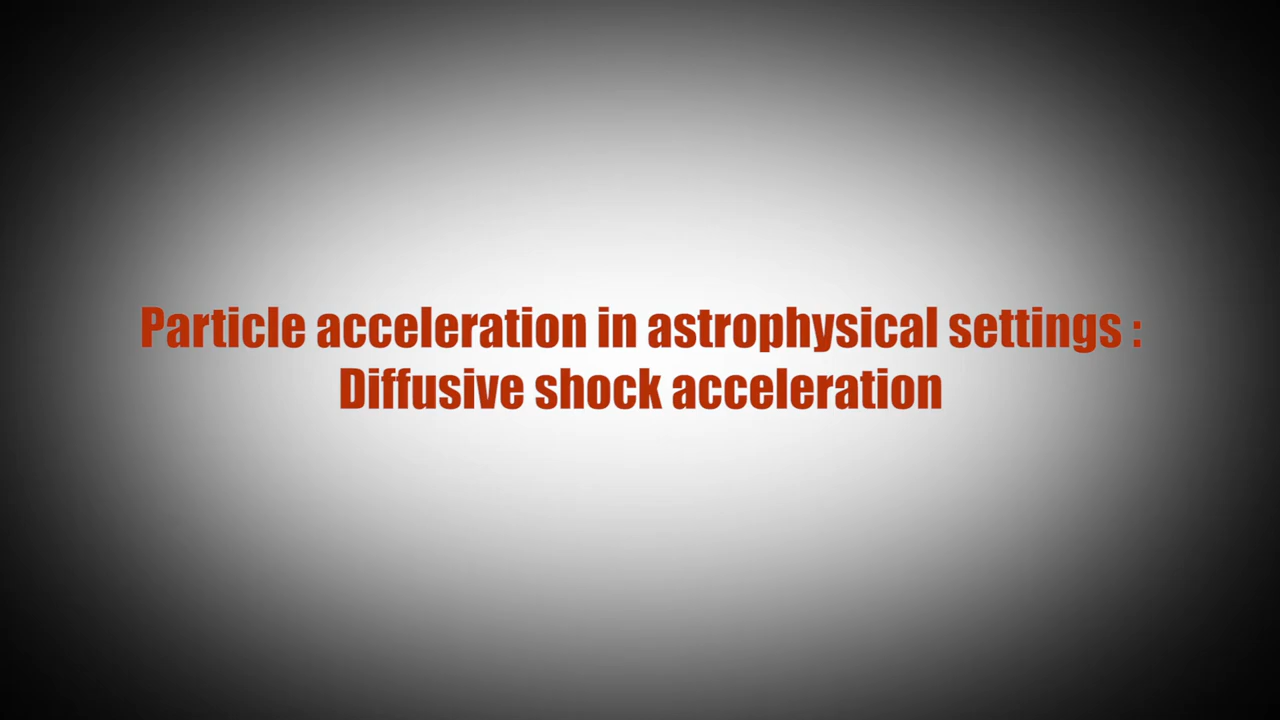 Particle acceleration in astrophysical settings :
Diffusive shock acceleration